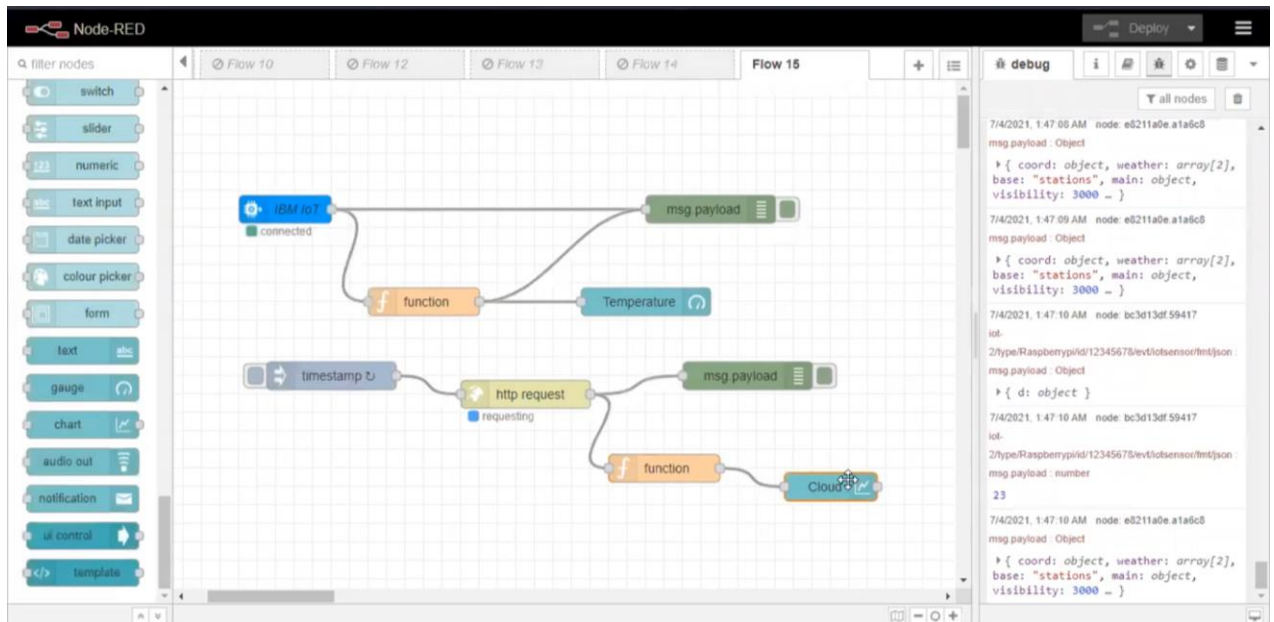 Node-RED
Deploy
filter nodes
Flow 10
Flow 12
Flow 13
Flow 14
Flow 15
debug
i
all nodes
switch
slider
123 numeric
abc text input
date picker
colour picker
form
text abc
gauge
chart
audio out
notification
ui control
</> template
IBM IoT
connected
msg.payload
f function
Temperature
timestamp ↻
http request
requesting
msg.payload
f function
Cloud
7/4/2021, 1:47:08 AM node: e8211a0e.a1a6c8
msg.payload : Object
{ coord: object, weather: array[2],
base: "stations", main: object,
visibility: 3000 … }
7/4/2021, 1:47:09 AM node: e8211a0e.a1a6c8
msg.payload : Object
{ coord: object, weather: array[2],
base: "stations", main: object,
visibility: 3000 … }
7/4/2021, 1:47:10 AM node: bc3d13df.59417
iot-
2/type/Raspberrypi/id/12345678/evt/iotsensor/fmt/json :
msg.payload : Object
{ d: object }
7/4/2021, 1:47:10 AM node: bc3d13df.59417
iot-
2/type/Raspberrypi/id/12345678/evt/iotsensor/fmt/json :
msg.payload : number
23
7/4/2021, 1:47:10 AM node: e8211a0e.a1a6c8
msg.payload : Object
{ coord: object, weather: array[2],
base: "stations", main: object,
visibility: 3000 … }